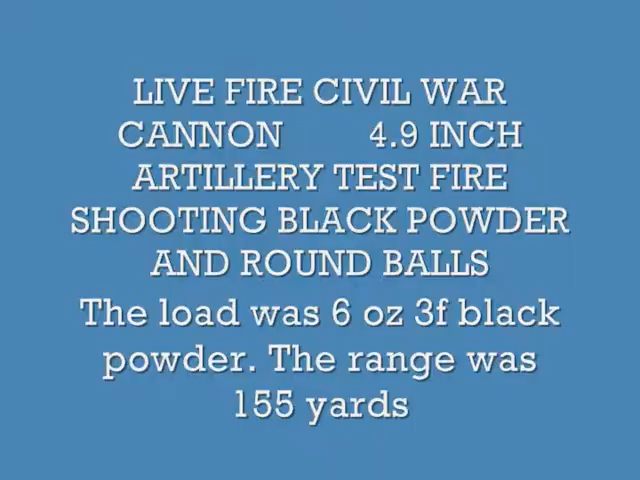 LIVE FIRE CIVIL WAR
CANNON 4.9 INCH
ARTILLERY TEST FIRE
SHOOTING BLACK POWDER
AND ROUND BALLS
The load was 6 oz 3f black
powder. The range was
155 yards